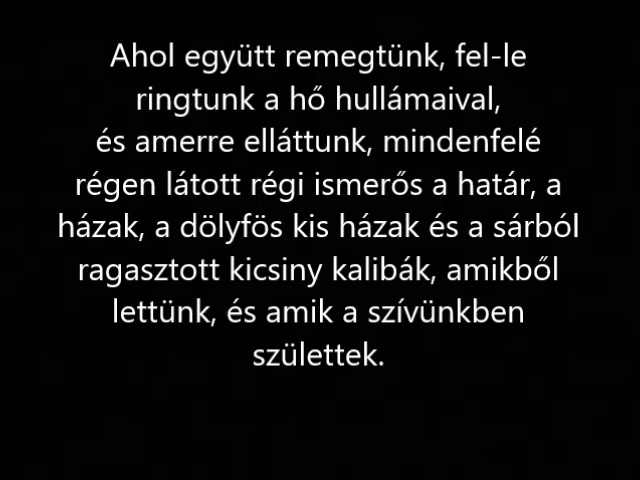 Ahol együtt remegtünk, fel-le
ringtunk a hő hullámaival,
és amerre elláttunk, mindenfelé
régen látott régi ismerős a határ, a
házak, a dölyfös kis házak és a sárból
ragasztott kicsiny kalibák, amikből
lettünk, és amik a szívünkben
születtek.